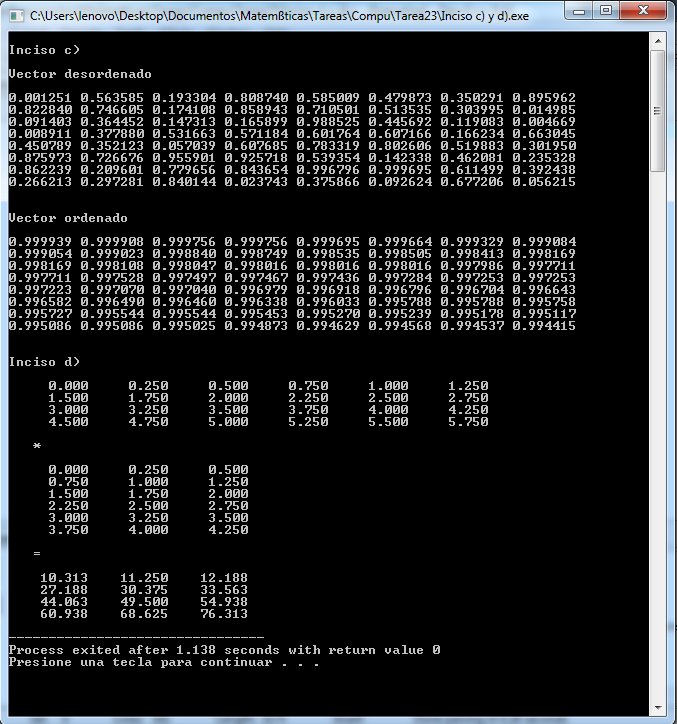 C:\Users\lenovo\Desktop\Documentos\Matemßticas\Tareas\Compu\Tarea23\Inciso c) y d).exe
Inciso c)
Vector desordenado
0.001251 0.563585 0.193304 0.808740 0.585009 0.479873 0.350291 0.895962
0.822840 0.746605 0.174108 0.858943 0.710501 0.513535 0.303995 0.014985
0.091403 0.364452 0.147313 0.165899 0.988525 0.445692 0.119083 0.004669
0.008911 0.377880 0.531663 0.571184 0.601764 0.607166 0.166234 0.663045
0.450789 0.352123 0.057039 0.607685 0.783319 0.802606 0.519883 0.301950
0.875973 0.726676 0.955901 0.925718 0.539354 0.142338 0.462081 0.235328
0.862239 0.209601 0.779656 0.843654 0.996796 0.999695 0.611499 0.392438
0.266213 0.297281 0.840144 0.023743 0.375866 0.092624 0.677206 0.056215
Vector ordenado
0.999939 0.999908 0.999756 0.999756 0.999695 0.999664 0.999329 0.999084
0.999054 0.999023 0.998840 0.998749 0.998535 0.998505 0.998413 0.998169
0.998169 0.998108 0.998047 0.998016 0.998016 0.998016 0.997986 0.997711
0.997711 0.997528 0.997497 0.997467 0.997436 0.997284 0.997253 0.997253
0.997223 0.997070 0.997040 0.996979 0.996918 0.996796 0.996704 0.996643
0.996582 0.996490 0.996460 0.996338 0.996033 0.995788 0.995788 0.995758
0.995727 0.995544 0.995544 0.995453 0.995270 0.995239 0.995178 0.995117
0.995086 0.995086 0.995025 0.994873 0.994629 0.994568 0.994537 0.994415
Inciso d)
0.000 0.250 0.500 0.750 1.000 1.250
1.500 1.750 2.000 2.250 2.500 2.750
3.000 3.250 3.500 3.750 4.000 4.250
4.500 4.750 5.000 5.250 5.500 5.750
*
0.000 0.250 0.500
0.750 1.000 1.250
1.500 1.750 2.000
2.250 2.500 2.750
3.000 3.250 3.500
3.750 4.000 4.250
=
10.313 11.250 12.188
27.188 30.375 33.563
44.063 49.500 54.938
60.938 68.625 76.313
--------------------------------
Process exited after 1.138 seconds with return value 0
Presione una tecla para continuar . . .